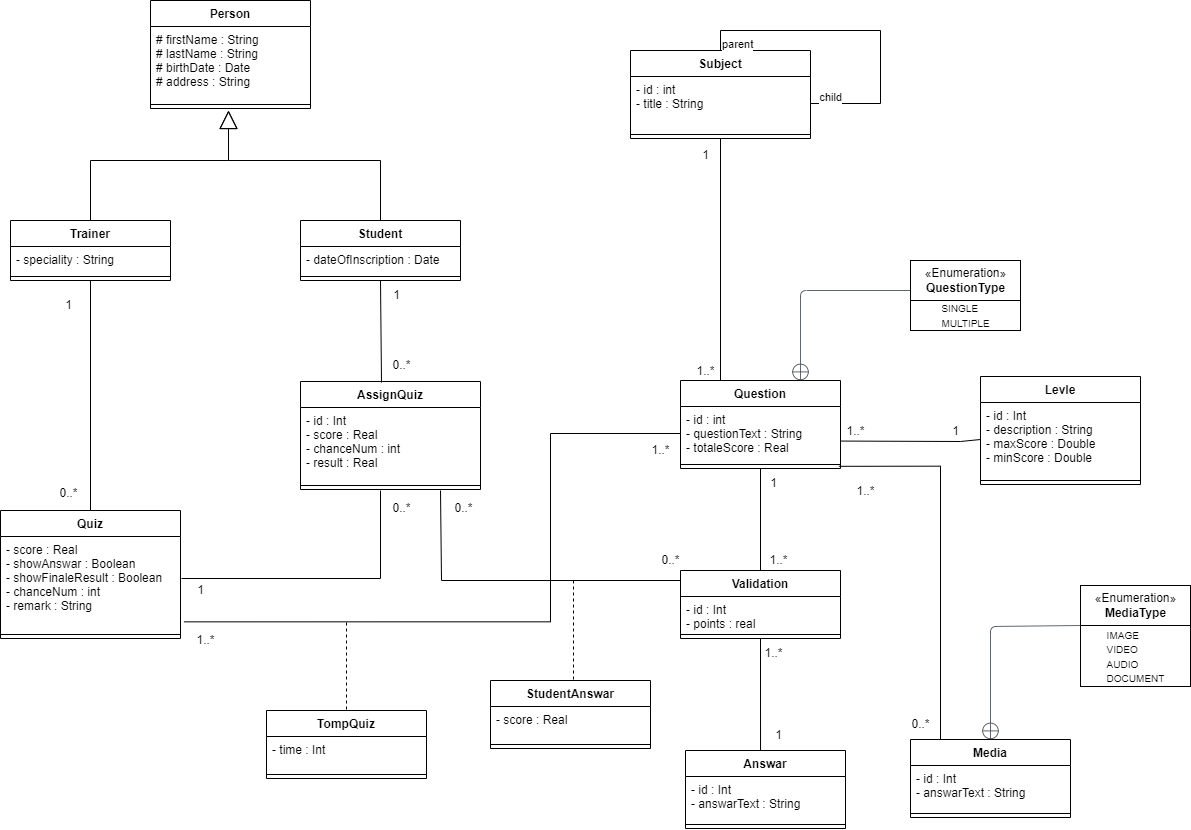 Person
# firstName : String
# lastName : String
# birthDate : Date
# address : String
parent
Subject
- id : int
- title : String
child
1
Trainer
- speciality : String
1
Student
- dateOfInscription : Date
1
0..*
«Enumeration»
QuestionType
SINGLE
MULTIPLE
1..*
AssignQuiz
- id : Int
- score : Real
- chanceNum : int
- result : Real
0..*
0..*
Question
- id : int
- questionText : String
- totaleScore : Real
1..*
1..*
1
1
1..*
Levle
- id : Int
- description : String
- maxScore : Double
- minScore : Double
0..*
Quiz
- score : Real
- showAnswar : Boolean
- showFinaleResult : Boolean
- chanceNum : int
- remark : String
1
1..*
0..*
1..*
Validation
- id : Int
- points : real
1..*
«Enumeration»
MediaType
IMAGE
VIDEO
AUDIO
DOCUMENT
TompQuiz
- time : Int
StudentAnswar
- score : Real
1
Answar
- id : Int
- answarText : String
0..*
Media
- id : Int
- answarText : String